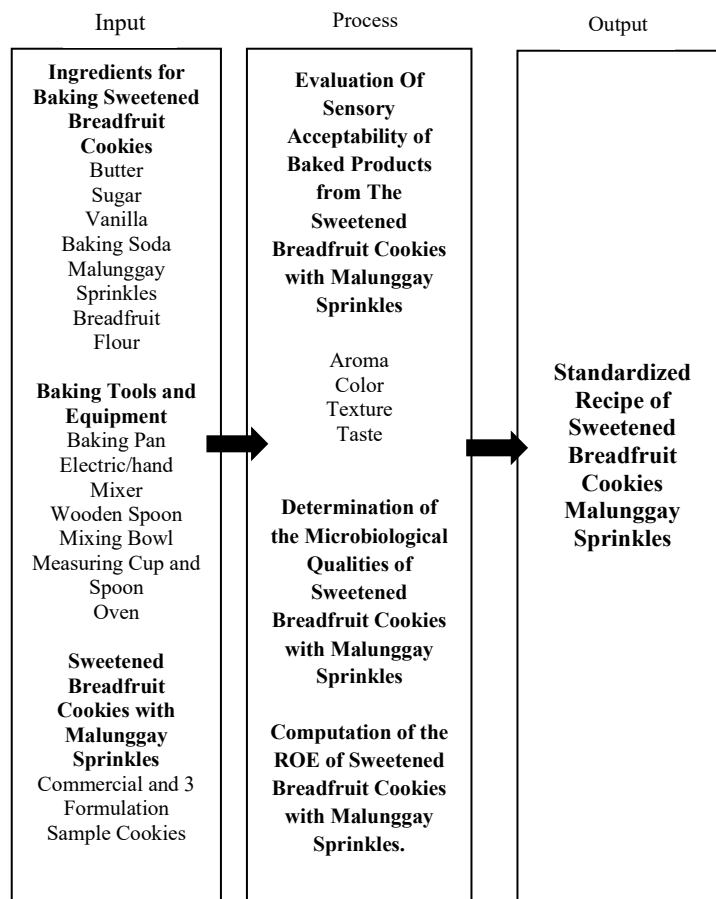 Input
Ingredients for
Baking Sweetened
Breadfruit
Cookies
Butter
Sugar
Vanilla
Baking Soda
Malunggay
Sprinkles
Breadfruit
Flour
Baking Tools and
Equipment
Baking Pan
Electric/hand
Mixer
Wooden Spoon
Mixing Bowl
Measuring Cup and
Spoon
Oven
Sweetened
Breadfruit
Cookies with
Malunggay
Sprinkles
Commercial and 3
Formulation
Sample Cookies
Process
Evaluation Of
Sensory
Acceptability of
Baked Products
from The
Sweetened
Breadfruit Cookies
with Malunggay
Sprinkles
Aroma
Color
Texture
Taste
Determination of
the Microbiological
Qualities of
Sweetened
Breadfruit Cookies
with Malunggay
Sprinkles
Computation of the
ROE of Sweetened
Breadfruit Cookies
with Malunggay
Sprinkles.
Output
Standardized
Recipe of
Sweetened
Breadfruit
Cookies
Malunggay
Sprinkles